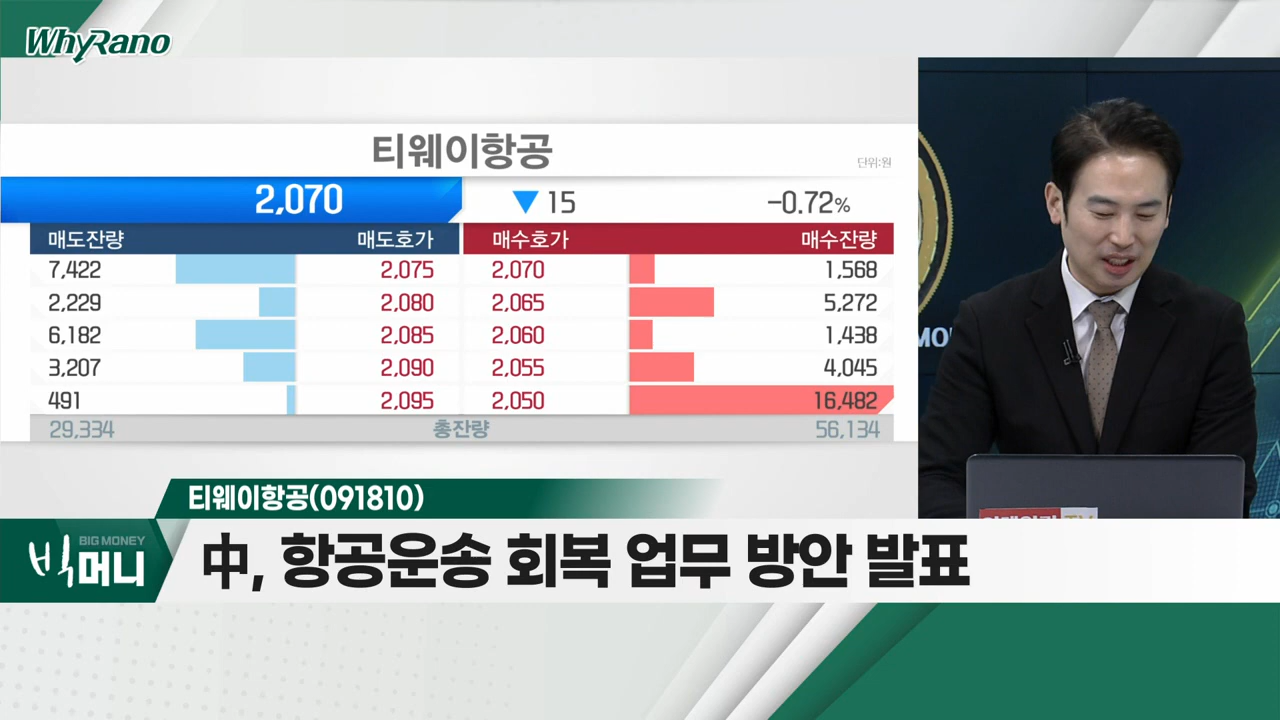 WhyRano
티웨이항공
단위:원
2,070 ▼ 15 -0.72%
매도잔량 매도호가 매수호가 매수잔량
7,422 2,075 2,070 1,568
2,229 2,080 2,065 5,272
6,182 2,085 2,060 1,438
3,207 2,090 2,055 4,045
491 2,095 2,050 16,482
29,334 총잔량 56,134
티웨이항공(091810)
BIG MONEY
빅머니
中, 항공운송 회복 업무 방안 발표